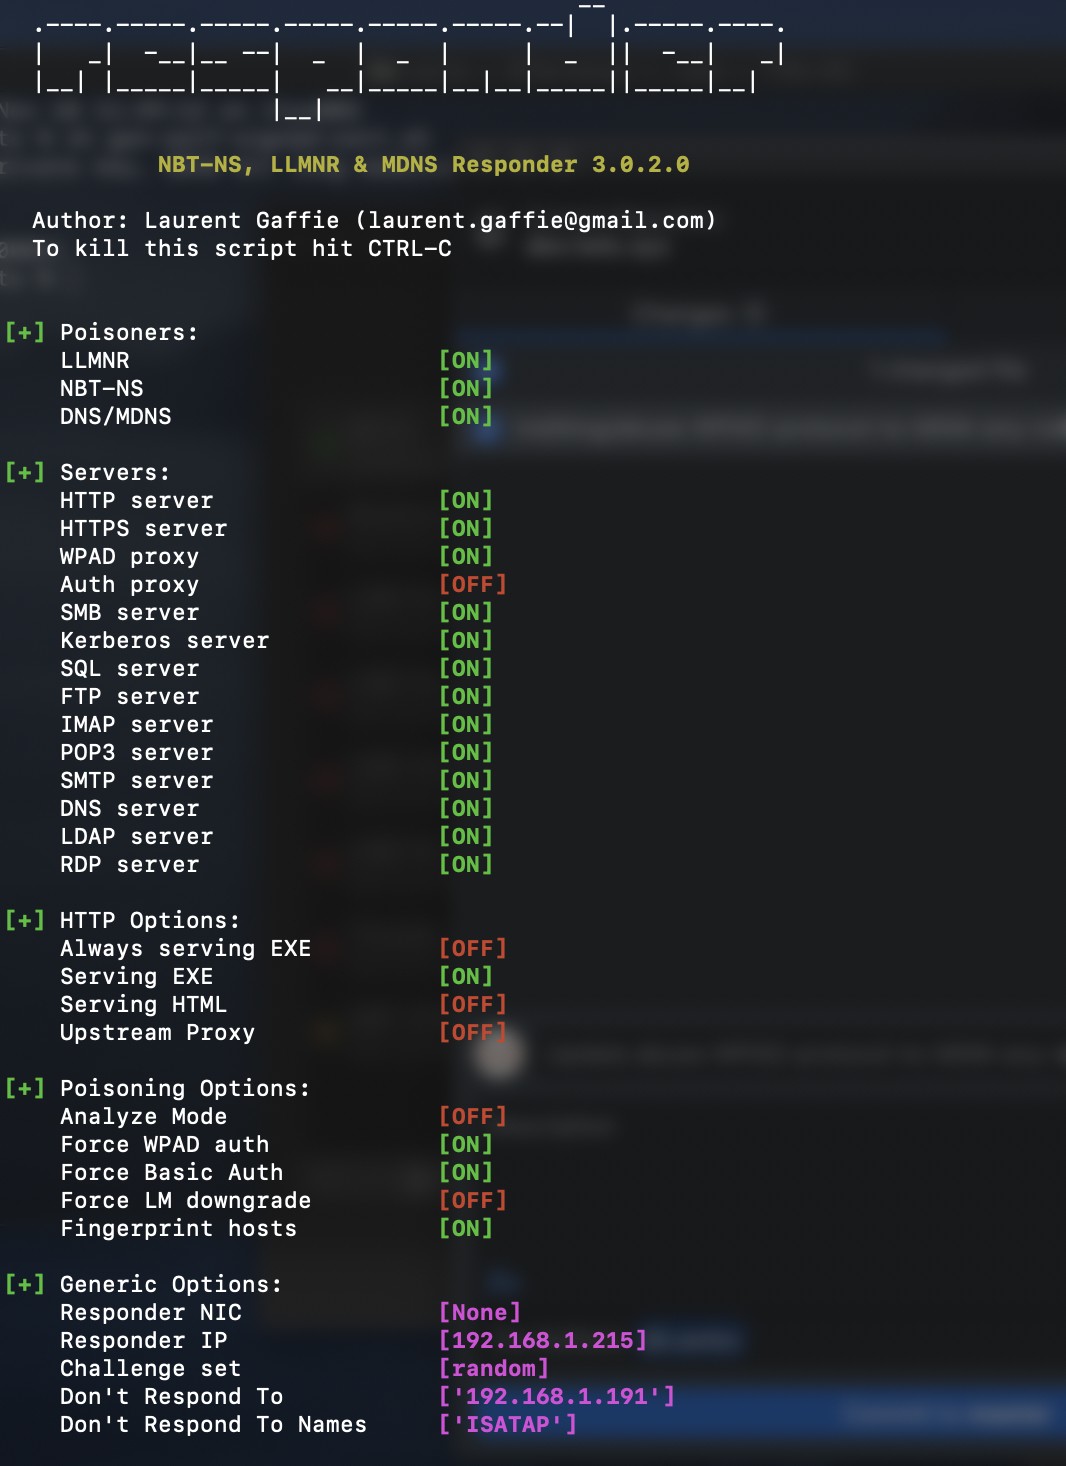 NBT-NS, LLMNR & MDNS Responder 3.0.2.0
Author: Laurent Gaffie (laurent.gaffie@gmail.com)
To kill this script hit CTRL-C
[+] Poisoners:
LLMNR [ON]
NBT-NS [ON]
DNS/MDNS [ON]
[+] Servers:
HTTP server [ON]
HTTPS server [ON]
WPAD proxy [ON]
Auth proxy [OFF]
SMB server [ON]
Kerberos server [ON]
SQL server [ON]
FTP server [ON]
IMAP server [ON]
POP3 server [ON]
SMTP server [ON]
DNS server [ON]
LDAP server [ON]
RDP server [ON]
[+] HTTP Options:
Always serving EXE [OFF]
Serving EXE [ON]
Serving HTML [OFF]
Upstream Proxy [OFF]
[+] Poisoning Options:
Analyze Mode [OFF]
Force WPAD auth [ON]
Force Basic Auth [ON]
Force LM downgrade [OFF]
Fingerprint hosts [ON]
[+] Generic Options:
Responder NIC [None]
Responder IP [192.168.1.215]
Challenge set [random]
Don't Respond To ['192.168.1.191']
Don't Respond To Names ['ISATAP']